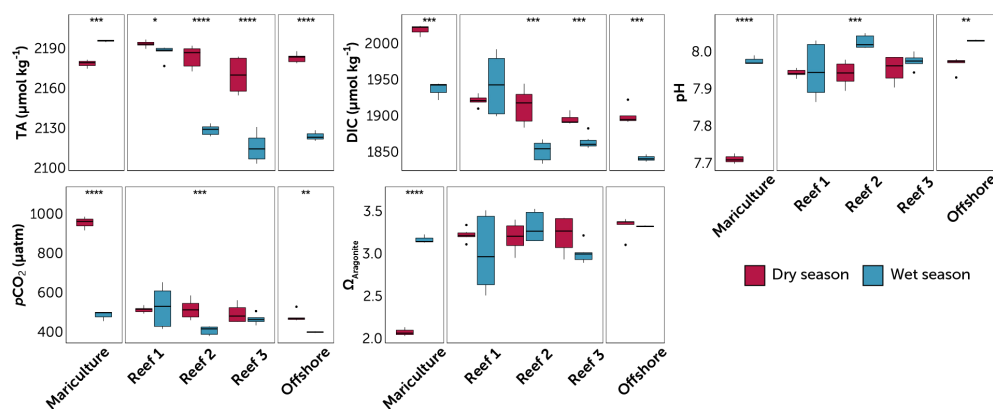 TA (µmol kg⁻¹)
2190
2160
2130
2100
***
*
****
****
****
DIC (µmol kg⁻¹)
2000
1950
1900
1850
***
***
***
***
pH
8.0
7.9
7.8
7.7
****
***
**
Mariculture
Reef 1
Reef 2
Reef 3
Offshore
pCO₂ (µatm)
1000
800
600
400
****
***
**
Mariculture
Reef 1
Reef 2
Reef 3
Offshore
ΩAragonite
3.5
3.0
2.5
2.0
****
Mariculture
Reef 1
Reef 2
Reef 3
Offshore
Dry season
Wet season